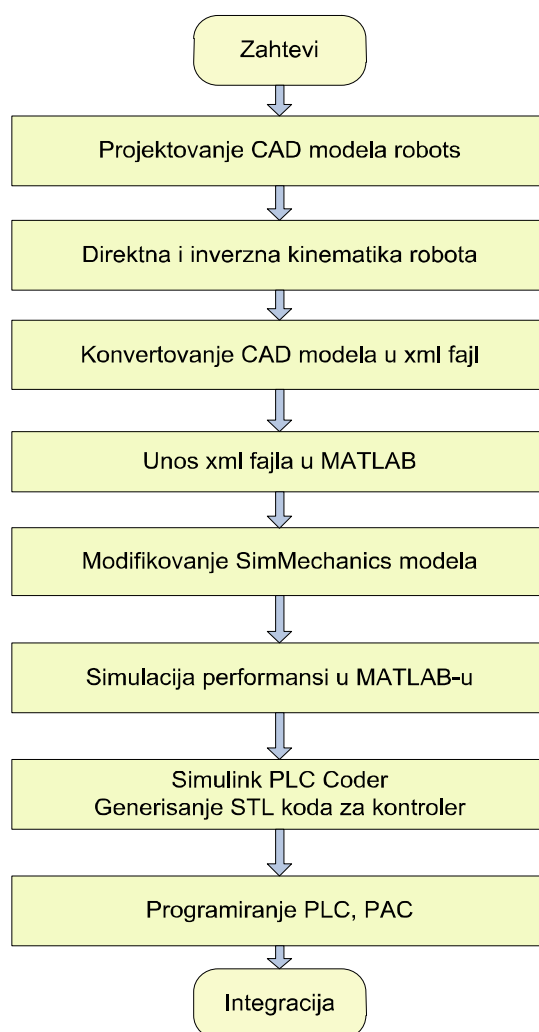 Zahtevi
Projektovanje CAD modela robots
Direktna i inverzna kinematika robota
Konvertovanje CAD modela u xml fajl
Unos xml fajla u MATLAB
Modifikovanje SimMechanics modela
Simulacija performansi u MATLAB-u
Simulink PLC Coder
Generisanje STL koda za kontroler
Programiranje PLC, PAC
Integracija